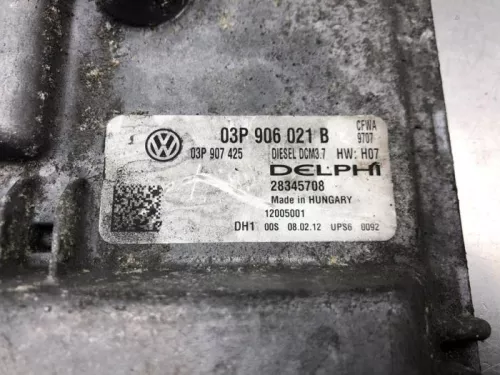 03P 906 021 B CFWA
9707
03P 907 425 DIESEL DCM3.7 HW: H07
DELPHI
28345708
Made in HUNGARY
12005001
DH1 00S 08.02.12 UPS6 0092